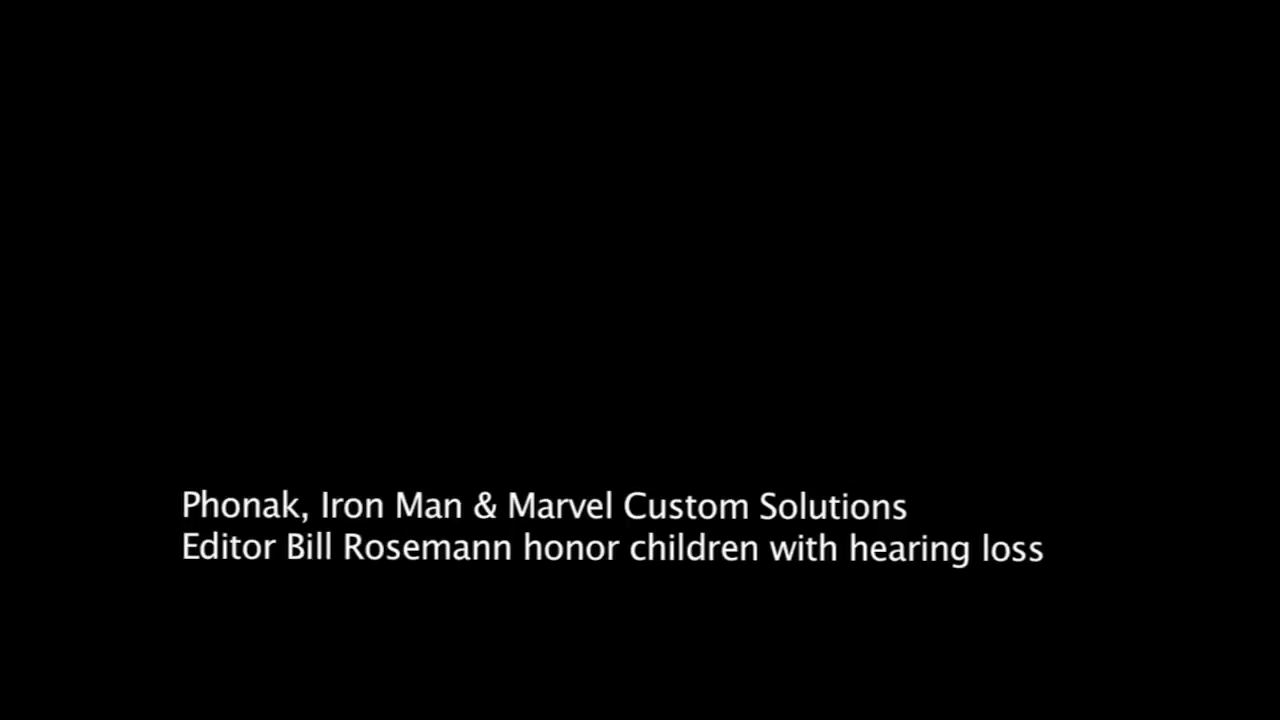 Phonak, Iron Man & Marvel Custom Solutions
Editor Bill Rosemann honor children with hearing loss